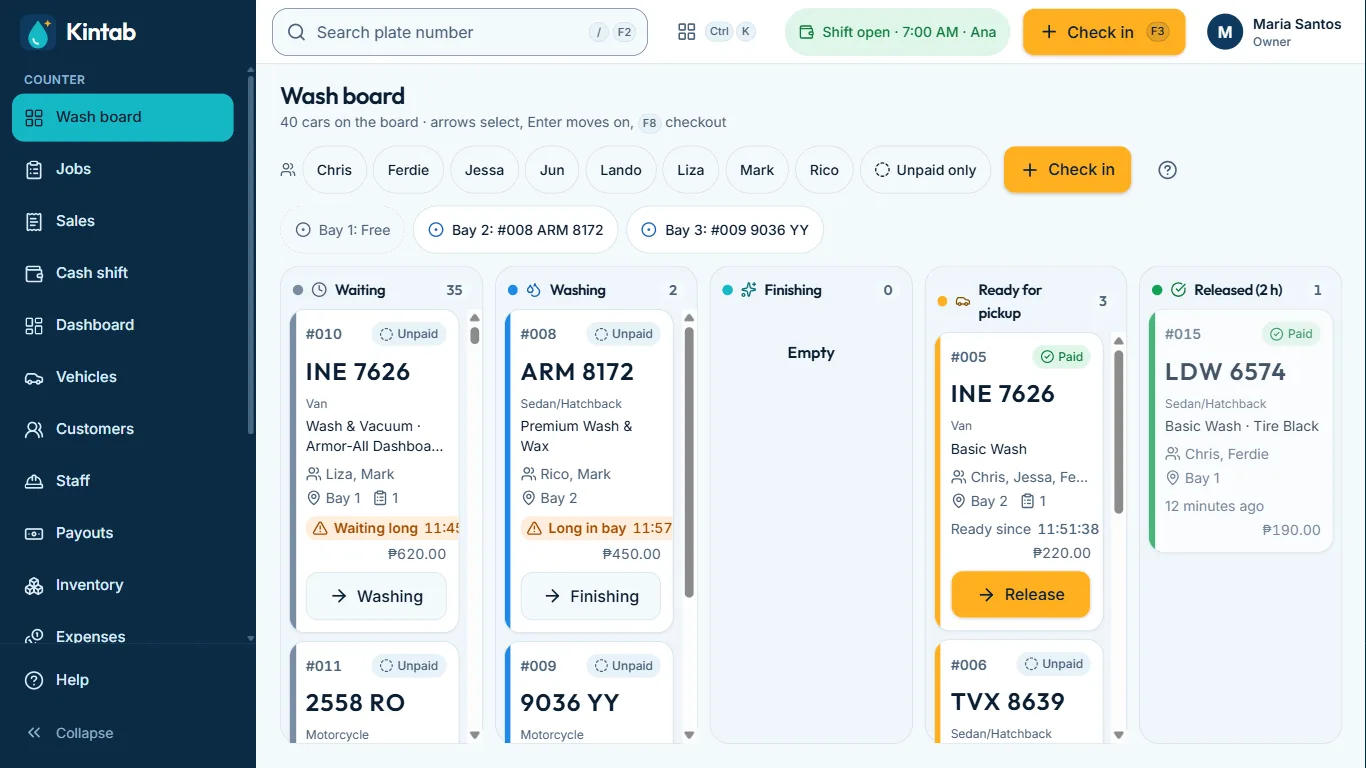 Kintab
Search plate number / F2
Ctrl K
Shift open · 7:00 AM · Ana
Check in F3
M
Maria Santos
Owner
COUNTER
Wash board
Jobs
Sales
Cash shift
Dashboard
Vehicles
Customers
Staff
Payouts
Inventory
Expenses
Help
Collapse
Wash board
40 cars on the board · arrows select, Enter moves on, F8 checkout
Chris Ferdie Jessa Jun Lando Liza Mark Rico Unpaid only Check in
Bay 1: Free Bay 2: #008 ARM 8172 Bay 3: #009 9036 YY
Waiting 35
#010 Unpaid
INE 7626
Van
Wash & Vacuum ·
Armor-All Dashboa...
Liza, Mark
Bay 1 1
Waiting long 11:45
₱620.00
Washing
#011 Unpaid
2558 RO
Motorcycle
Washing 2
#008 Unpaid
ARM 8172
Sedan/Hatchback
Premium Wash &
Wax
Rico, Mark
Bay 2
Long in bay 11:57
₱450.00
Finishing
#009 Unpaid
9036 YY
Motorcycle
Finishing 0
Empty
Ready for
pickup 3
#005 Paid
INE 7626
Van
Basic Wash
Chris, Jessa, Fe...
Bay 2 1
Ready since 11:51:38
₱220.00
Release
#006 Unpaid
TVX 8639
Sedan/Hatchback
Released (2 h) 1
#015 Paid
LDW 6574
Sedan/Hatchback
Basic Wash · Tire Black
Chris, Ferdie
Bay 1
12 minutes ago
₱190.00